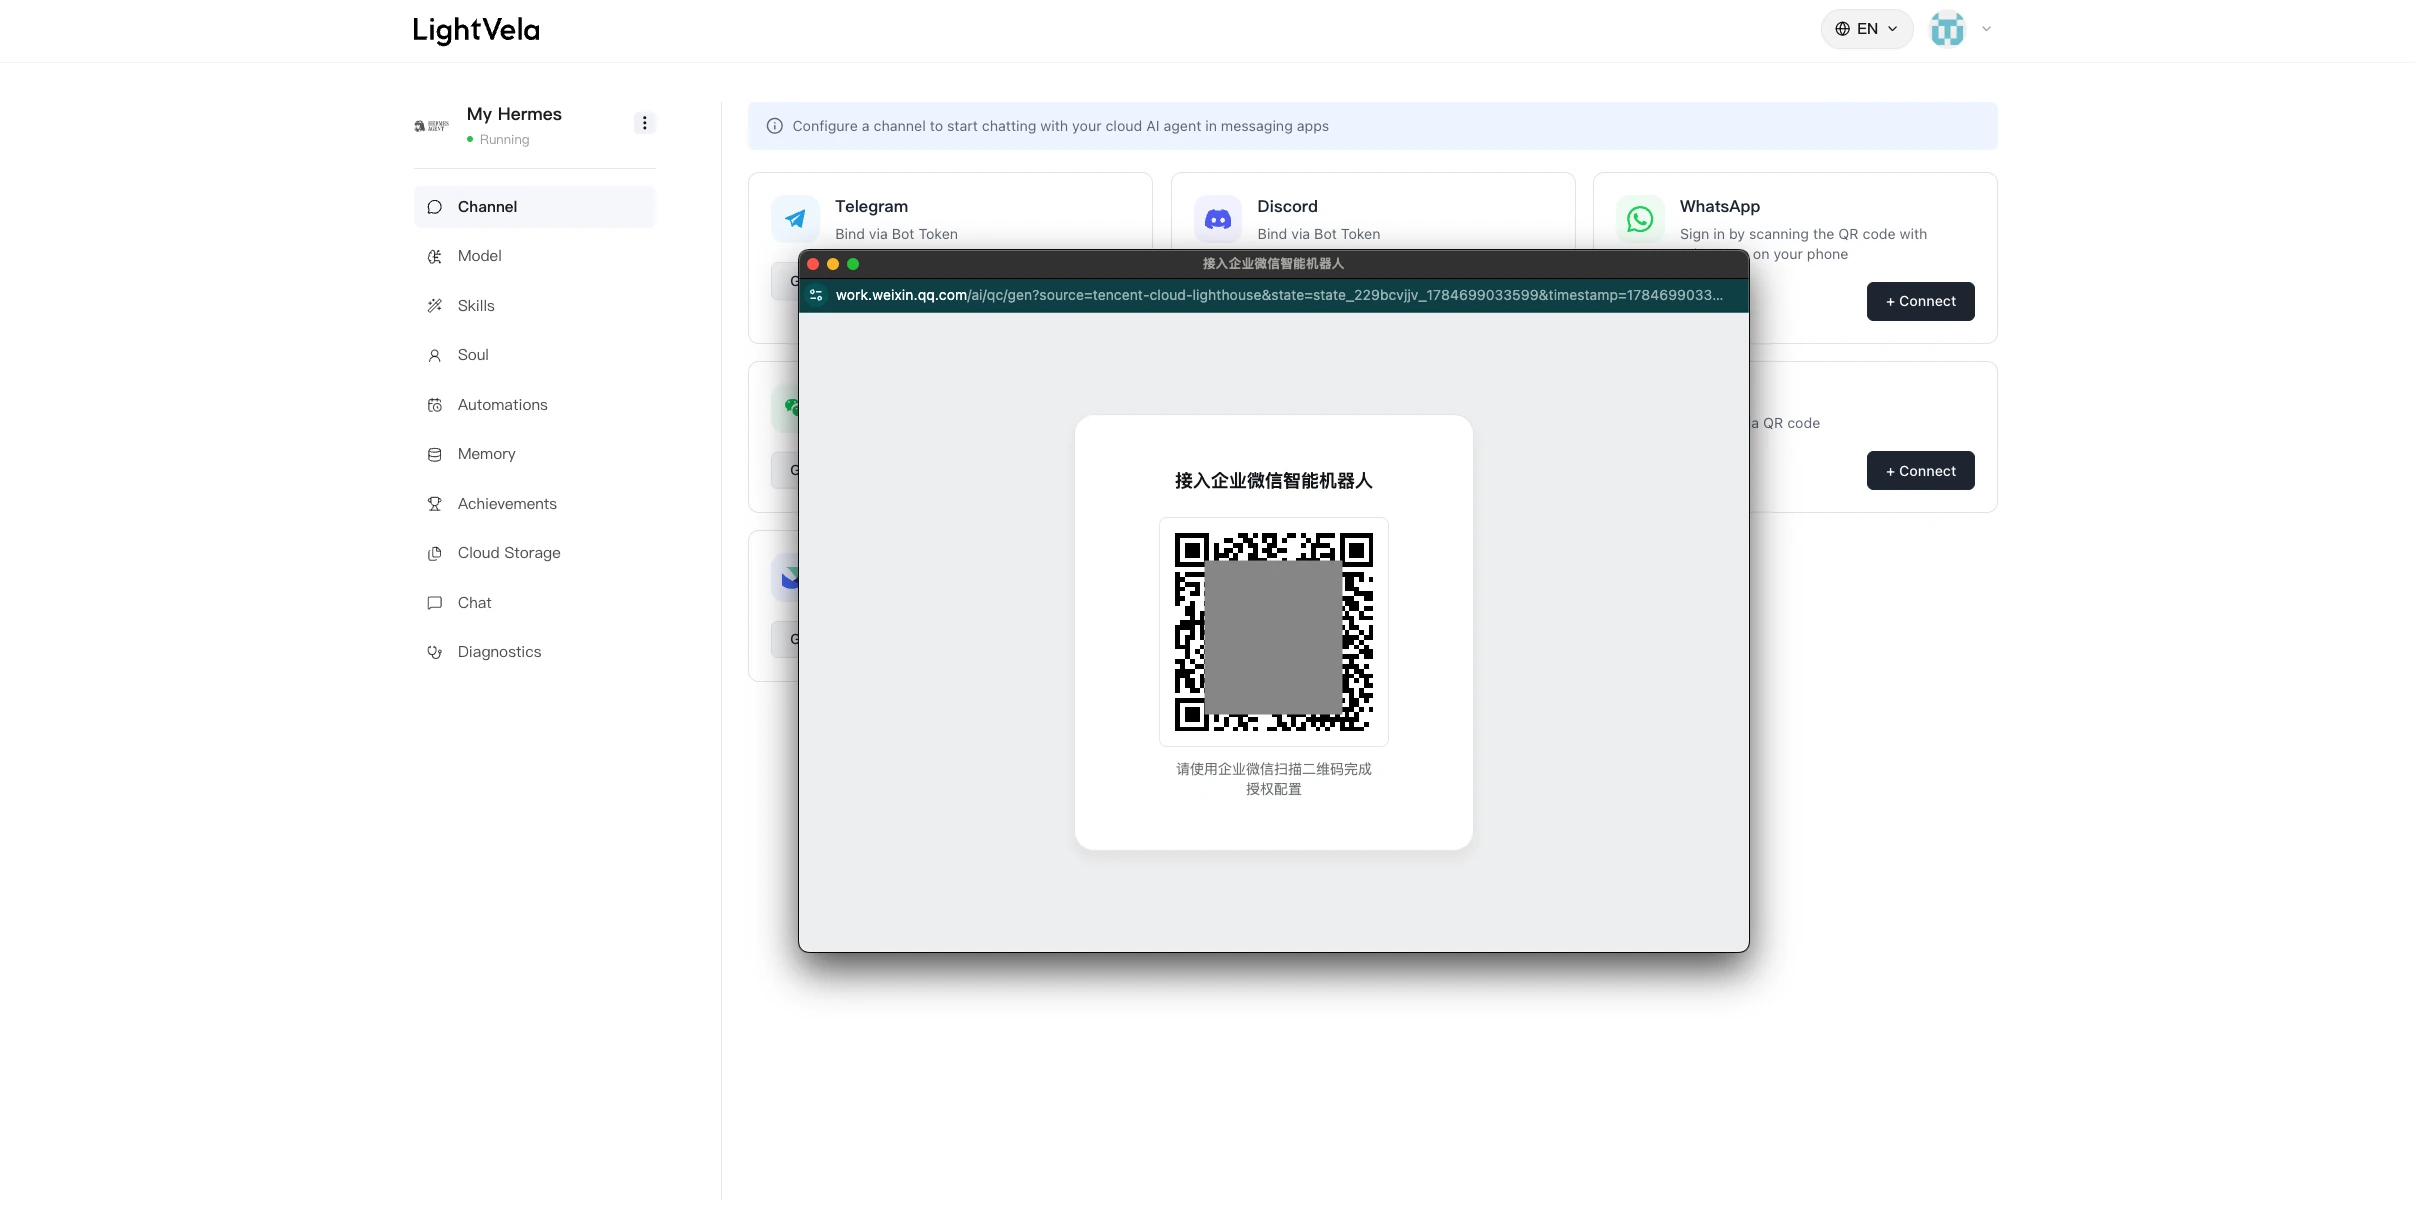 LightVela
EN
My Hermes
Running
Channel
Model
Skills
Soul
Automations
Memory
Achievements
Cloud Storage
Chat
Diagnostics
Configure a channel to start chatting with your cloud AI agent in messaging apps
Telegram
Bind via Bot Token
Discord
Bind via Bot Token
WhatsApp
Sign in by scanning the QR code with
on your phone
+ Connect
a QR code
+ Connect
接入企业微信智能机器人
work.weixin.qq.com/ai/qc/gen?source=tencent-cloud-lighthouse&state=state_229bcvjjv_1784699033599&timestamp=1784699033...
接入企业微信智能机器人
请使用企业微信扫描二维码完成
授权配置